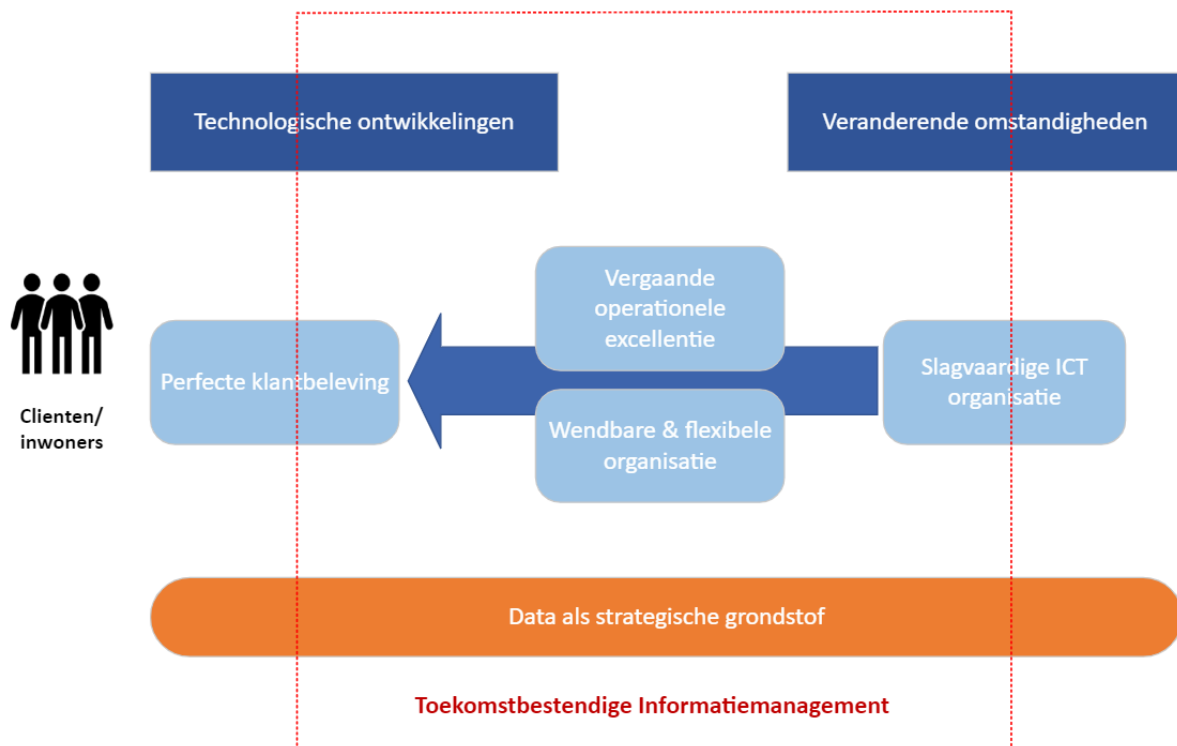 Technologische ontwikkelingen
Veranderende omstandigheden
Vergaande
operationele
excellentie
Perfecte klantbeleving
Slagvaardige ICT
organisatie
Clienten/
inwoners
Wendbare & flexibele
organisatie
Data als strategische grondstof
Toekomstbestendige Informatiemanagement